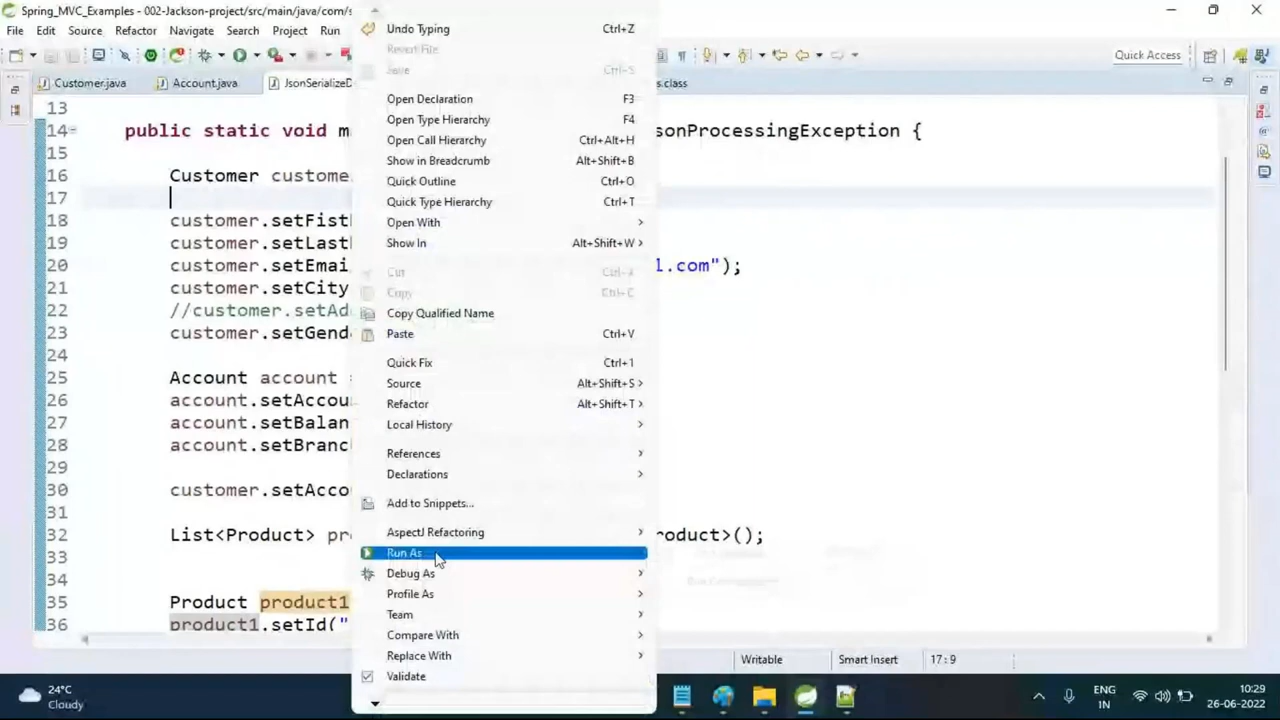 Spring_MVC_Examples - 002-Jackson-project/src/main/java/com/s
File Edit Source Refactor Navigate Search Project Run
Quick Access
Customer.java Account.java JsonSerializeD s.class
13
14 public static void m sonProcessingException {
15
16 Customer custome
17
18 customer.setFist
19 customer.setLast
20 customer.setEmai l.com");
21 customer.setCity
22 //customer.setAd
23 customer.setGend
24
25 Account account
26 account.setAccou
27 account.setBalan
28 account.setBranc
29
30 customer.setAcco
31
32 List<Product> pr roduct>();
33
34
35 Product product1
36 product1.setId("
Undo Typing Ctrl+Z
Revert File
Save Ctrl+S
Open Declaration F3
Open Type Hierarchy F4
Open Call Hierarchy Ctrl+Alt+H
Show in Breadcrumb Alt+Shift+B
Quick Outline Ctrl+O
Quick Type Hierarchy Ctrl+T
Open With
Show In Alt+Shift+W
Cut Ctrl+X
Copy Ctrl+C
Copy Qualified Name
Paste Ctrl+V
Quick Fix Ctrl+1
Source Alt+Shift+S
Refactor Alt+Shift+T
Local History
References
Declarations
Add to Snippets...
AspectJ Refactoring
Run As
Debug As
Profile As
Team
Compare With
Replace With
Validate
Writable Smart Insert 17:9
24°C
Cloudy
ENG
IN
10:29
26-06-2022